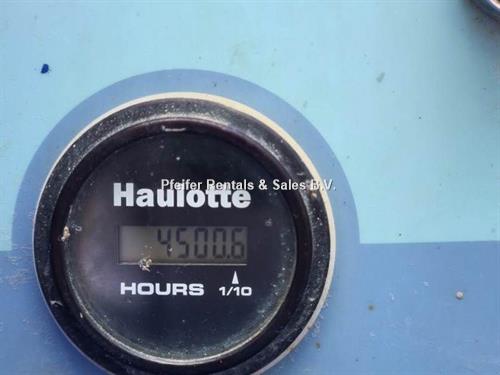 Pfeifer Rentals & Sales B.V.
Haulotte
4500.6
HOURS 1/10